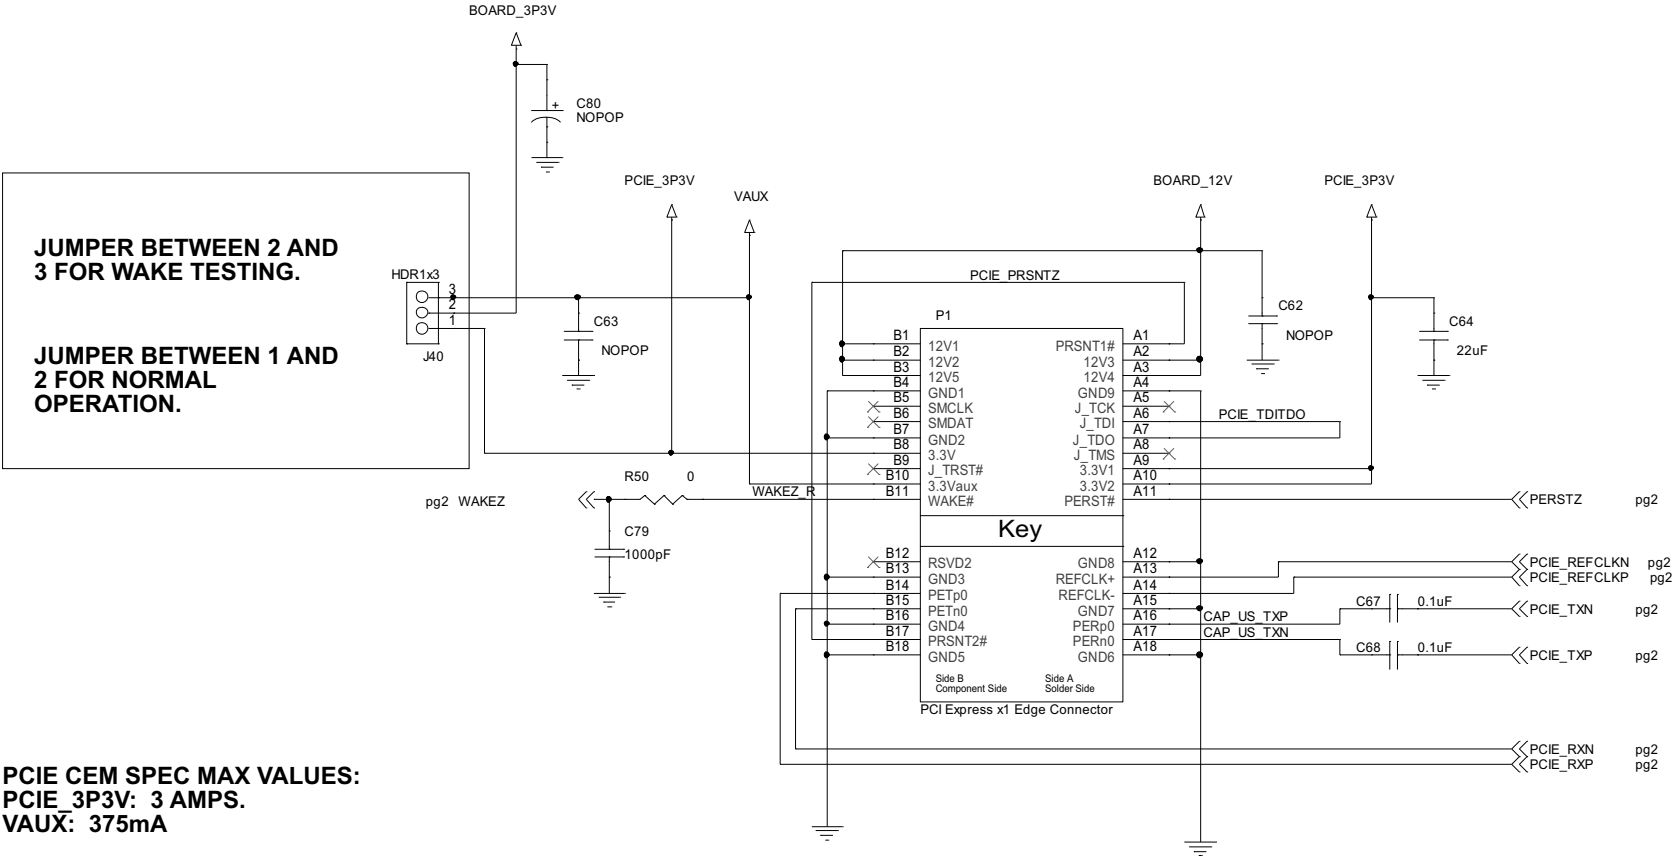 BOARD_3P3V
C80
NOPOP
JUMPER BETWEEN 2 AND
3 FOR WAKE TESTING.
JUMPER BETWEEN 1 AND
2 FOR NORMAL
OPERATION.
HDR1x3
3
2
1
J40
PCIE_3P3V
VAUX
C63
NOPOP
BOARD_12V
PCIE_3P3V
PCIE_PRSNTZ
C62
NOPOP
C64
22uF
P1
B1 12V1 PRSNT1# A1
B2 12V2 12V3 A2
B3 12V5 12V4 A3
B4 GND1 GND9 A4
B5 SMCLK J_TCK A5
B6 SMDAT J_TDI A6 PCIE_TDITDO
B7 GND2 J_TDO A7
B8 3.3V J_TMS A8
B9 J_TRST# 3.3V1 A9
B10 3.3Vaux 3.3V2 A10
B11 WAKE# PERST# A11
R50 0
WAKEZ_R
pg2 WAKEZ
C79
1000pF
PERSTZ pg2
Key
B12 RSVD2 GND8 A12
B13 GND3 REFCLK+ A13
B14 PETp0 REFCLK- A14
B15 PETn0 GND7 A15
B16 GND4 PERp0 A16
B17 PRSNT2# PERn0 A17
B18 GND5 GND6 A18
PCIE_REFCLKN pg2
PCIE_REFCLKP pg2
CAP_US_TXP C67 0.1uF PCIE_TXN pg2
CAP_US_TXN
C68 0.1uF PCIE_TXP pg2
Side B
Component Side
Side A
Solder Side
PCI Express x1 Edge Connector
PCIE_RXN pg2
PCIE_RXP pg2
PCIE CEM SPEC MAX VALUES:
PCIE_3P3V: 3 AMPS.
VAUX: 375mA